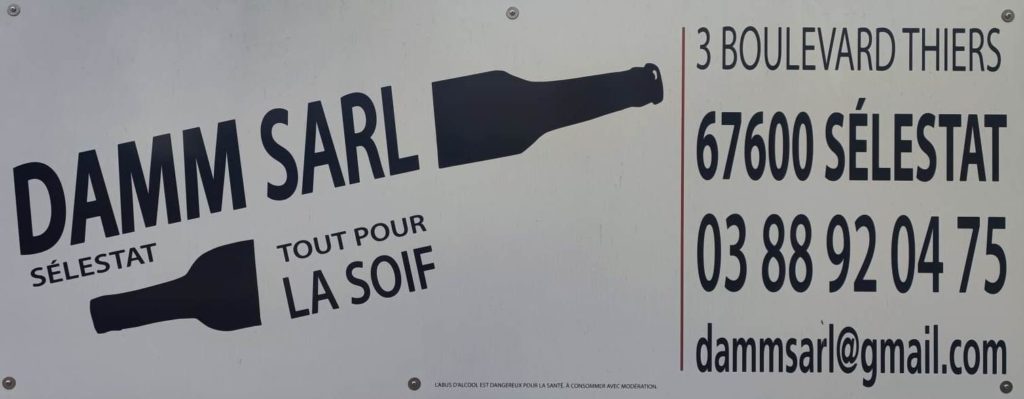 DAMM SARL
SÉLESTAT
TOUT POUR
LA SOIF
3 BOULEVARD THIERS
67600 SÉLESTAT
03 88 92 04 75
dammsarl@gmail.com
L'ABUS D'ALCOOL EST DANGEREUX POUR LA SANTÉ. À CONSOMMER AVEC MODÉRATION.